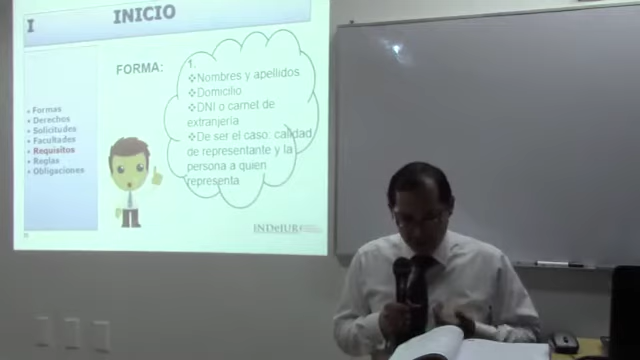 I
INICIO
FORMA:
1.
❖Nombres y apellidos
❖Domicilio
❖DNI o carnet de
extranjería
❖De ser el caso: calidad
de representante y la
persona a quien
representa
• Formas
• Derechos
• Solicitudes
• Facultades
• Requisitos
• Reglas
• Obligaciones
INDeJUR